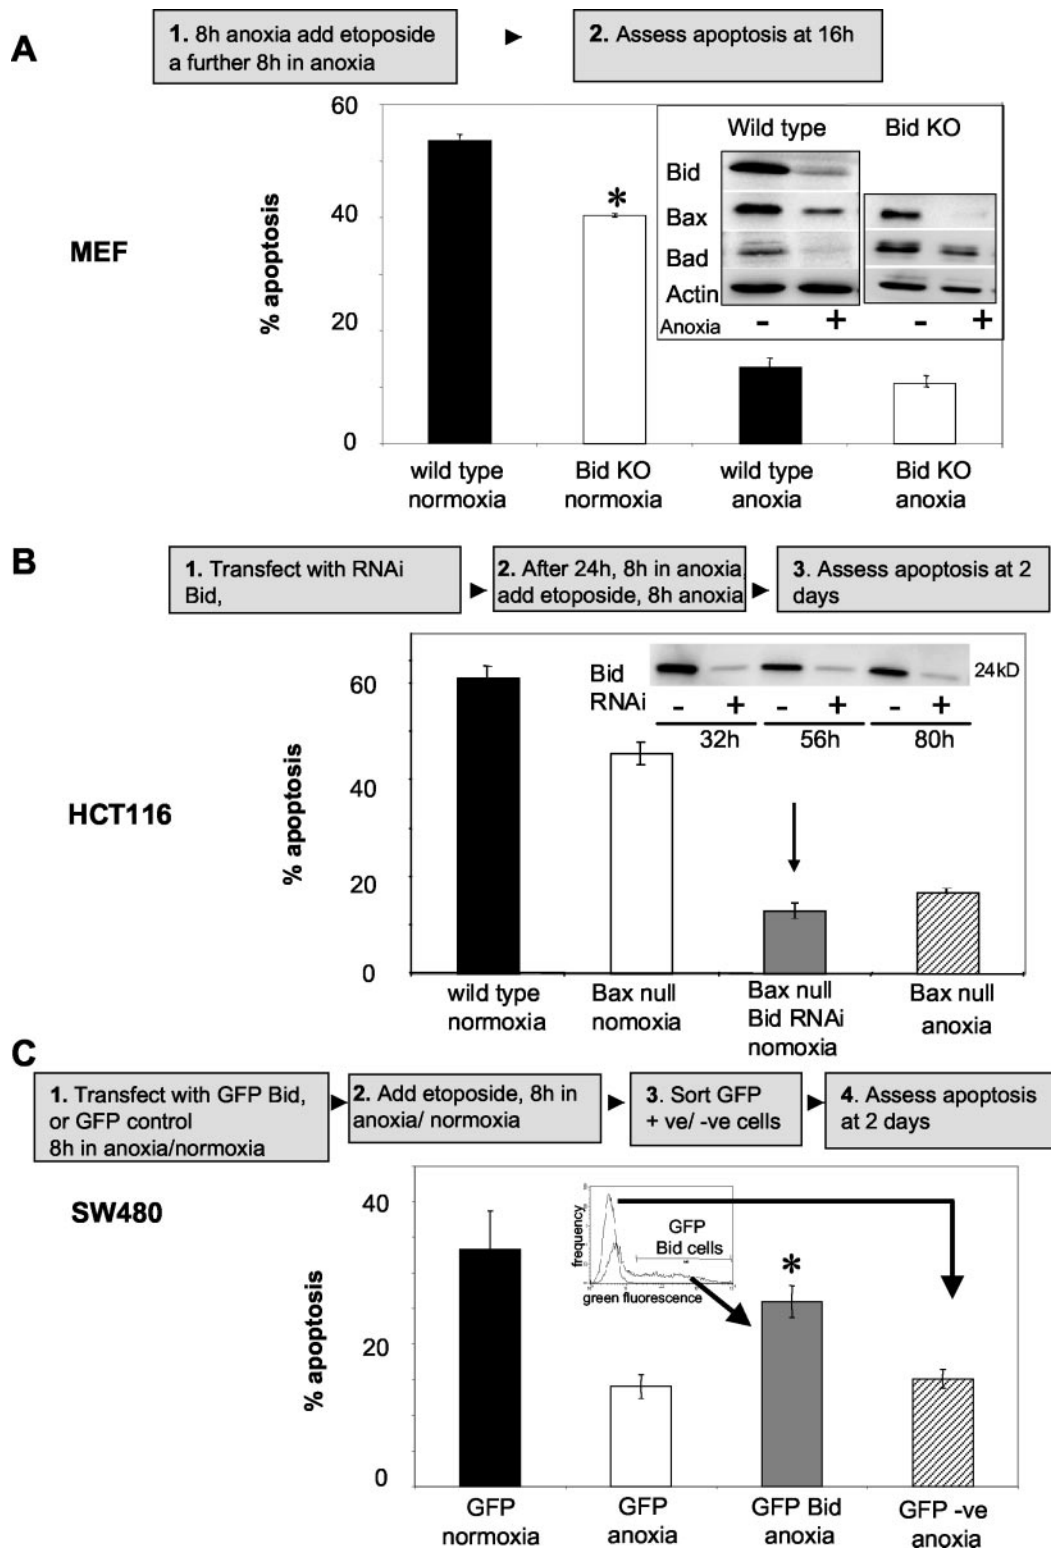 A
1. 8h anoxia add etoposide
a further 8h in anoxia
2. Assess apoptosis at 16h
MEF
% apoptosis
60
40
20
0
*
Wild type
Bid KO
Bid
Bax
Bad
Actin
Anoxia
- + - +
wild type
normoxia
Bid KO
normoxia
wild type
anoxia
Bid KO
anoxia
B
1. Transfect with RNAi
Bid,
2. After 24h, 8h in anoxia,
add etoposide, 8h anoxia
3. Assess apoptosis at 2
days
HCT116
% apoptosis
60
40
20
0
Bid
RNAi
24kD
- + - + - +
32h
56h
80h
wild type
normoxia
Bax null
nomoxia
Bax null
Bid RNAi
nomoxia
Bax null
anoxia
C
1. Transfect with GFP Bid,
or GFP control
8h in anoxia/normoxia
2. Add etoposide, 8h in
anoxia/ normoxia
3. Sort GFP
+ ve/ -ve cells
4. Assess apoptosis
at 2 days
SW480
% apoptosis
40
20
0
frequency
GFP
Bid cells
green fluorescence
*
GFP
normoxia
GFP
anoxia
GFP Bid
anoxia
GFP -ve
anoxia